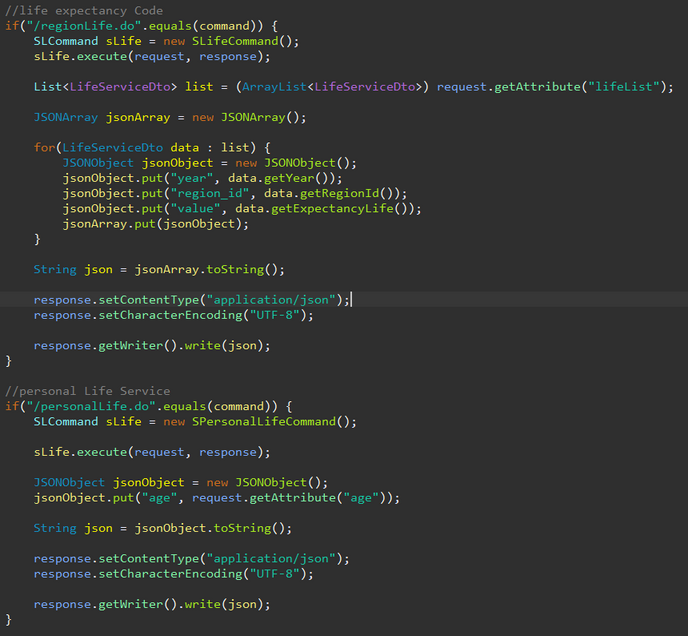 //life expectancy Code
if("/regionLife.do".equals(command)) {
SLCommand sLife = new SLifeCommand();
sLife.execute(request, response);
List<LifeServiceDto> list = (ArrayList<LifeServiceDto>) request.getAttribute("lifeList");
JSONArray jsonArray = new JSONArray();
for(LifeServiceDto data : list) {
JSONObject jsonObject = new JSONObject();
jsonObject.put("year", data.getYear());
jsonObject.put("region_id", data.getRegionId());
jsonObject.put("value", data.getExpectancyLife());
jsonArray.put(jsonObject);
}
String json = jsonArray.toString();
response.setContentType("application/json");
response.setCharacterEncoding("UTF-8");
response.getWriter().write(json);
}
//personal Life Service
if("/personalLife.do".equals(command)) {
SLCommand sLife = new SPersonalLifeCommand();
sLife.execute(request, response);
JSONObject jsonObject = new JSONObject();
jsonObject.put("age", request.getAttribute("age"));
String json = jsonObject.toString();
response.setContentType("application/json");
response.setCharacterEncoding("UTF-8");
response.getWriter().write(json);
}